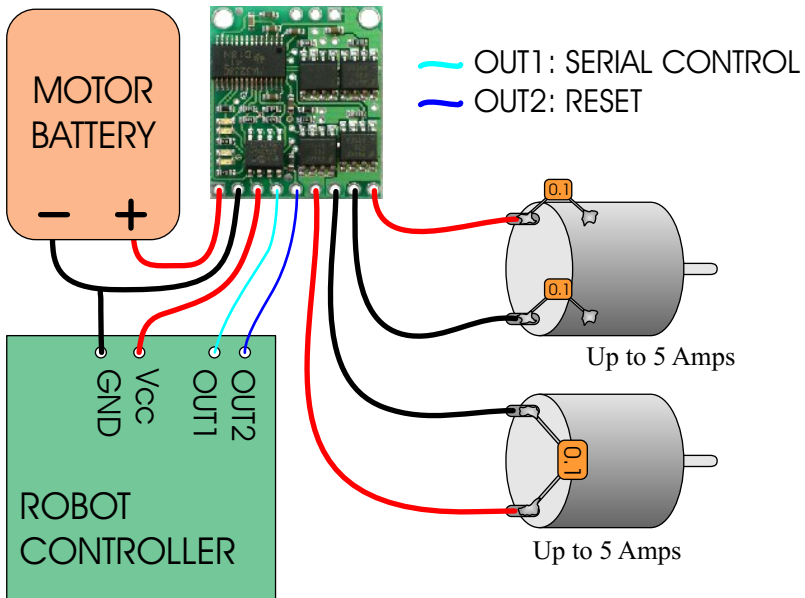 MOTOR
BATTERY
− +
OUT1: SERIAL CONTROL
OUT2: RESET
0.1
0.1
Up to 5 Amps
GND
Vcc
OUT1
OUT2
0.1
ROBOT
CONTROLLER
Up to 5 Amps